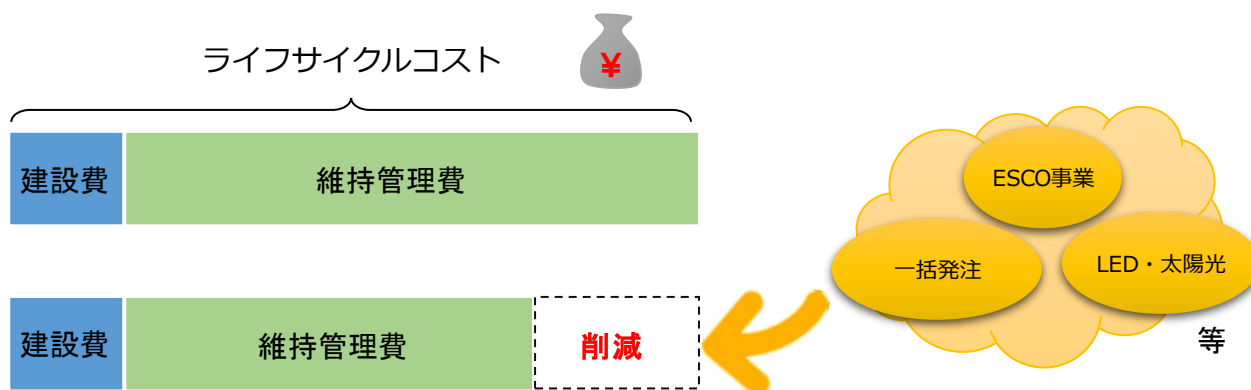 ライフサイクルコスト
¥
建設費
維持管理費
ESCO事業
一括発注
LED・太陽光
等
建設費
維持管理費
削減